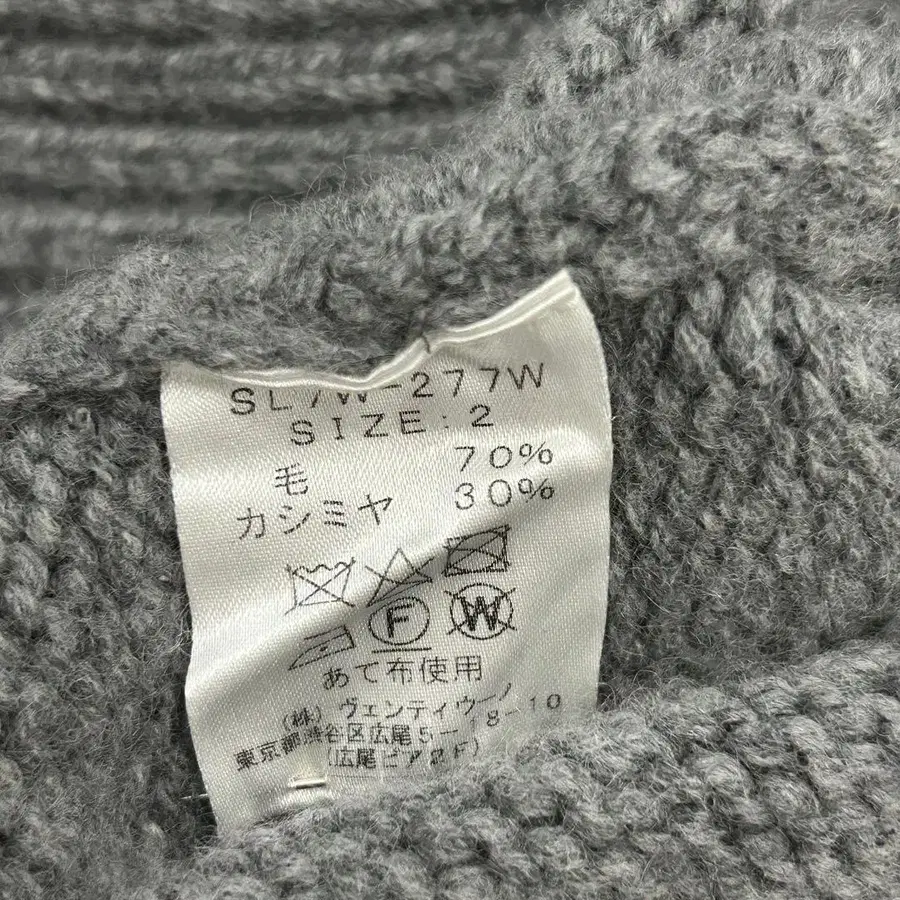 SL7W-277W
SIZE:2
毛 70%
カシミヤ 30%
F W
あて布使用
(株) ヴェンティウーノ
東京都渋谷区広尾5-18-10
(広尾ピア2F)